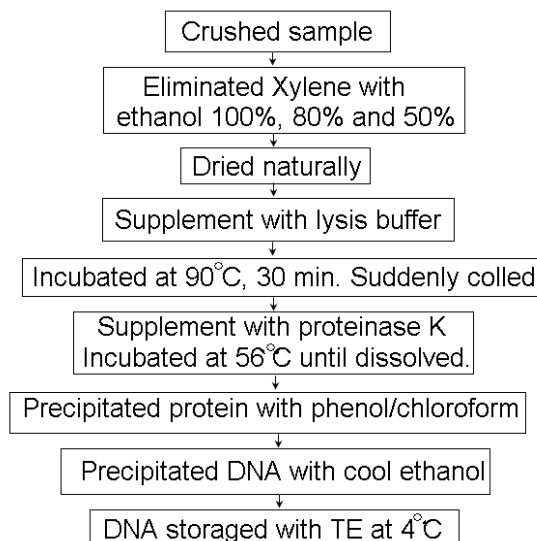 Crushed sample
Eliminated Xylene with
ethanol 100%, 80% and 50%
Dried naturally
Supplement with lysis buffer
Incubated at 90°C, 30 min. Suddenly colled
Supplement with proteinase K
Incubated at 56°C until dissolved.
Precipitated protein with phenol/chloroform
Precipitated DNA with cool ethanol
DNA storaged with TE at 4°C